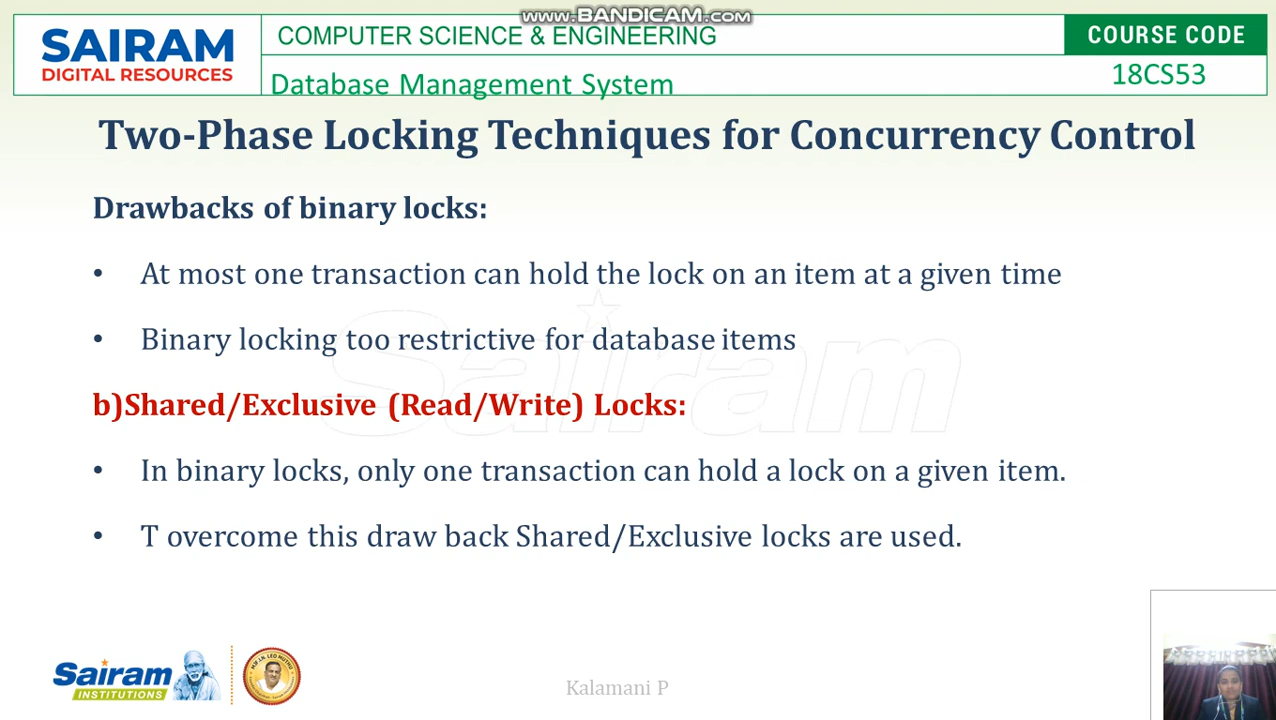 www.BANDICAM.com
SAIRAM
DIGITAL RESOURCES
COMPUTER SCIENCE & ENGINEERING
COURSE CODE
Database Management System
18CS53
Two-Phase Locking Techniques for Concurrency Control
Drawbacks of binary locks:
• At most one transaction can hold the lock on an item at a given time
• Binary locking too restrictive for database items
b)Shared/Exclusive (Read/Write) Locks:
• In binary locks, only one transaction can hold a lock on a given item.
• T overcome this draw back Shared/Exclusive locks are used.
Sairam
Sairam
INSTITUTIONS
Kalamani P